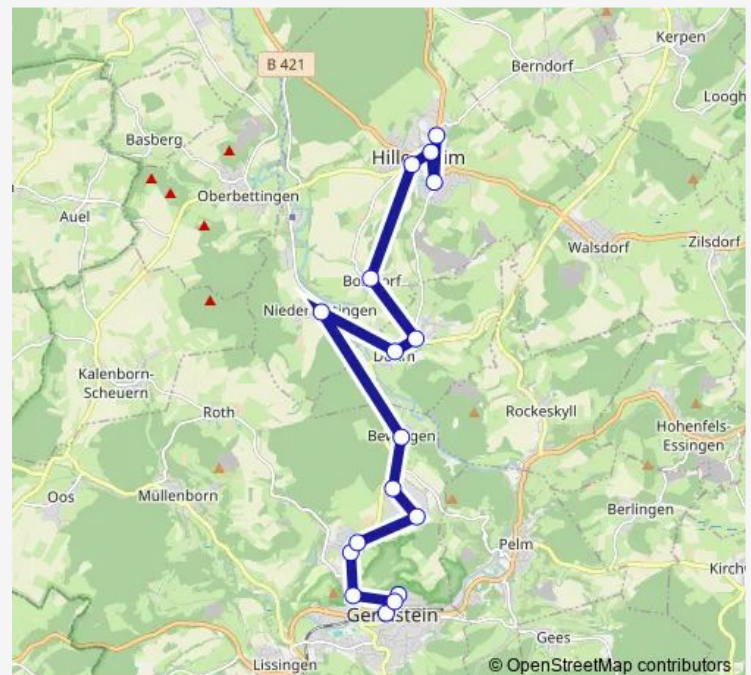 B 421
Kerpen
Berndorf
Loogh
Basberg
Oberbettingen
Auel
Walsdorf
Zilsdorf
Kalenborn-
Scheuern
Roth
Rockeskyll
Hohenfels-
Essingen
Oos
Müllenborn
Berlingen
Pelm
Gees
Lissingen
© OpenStreetMap contributors